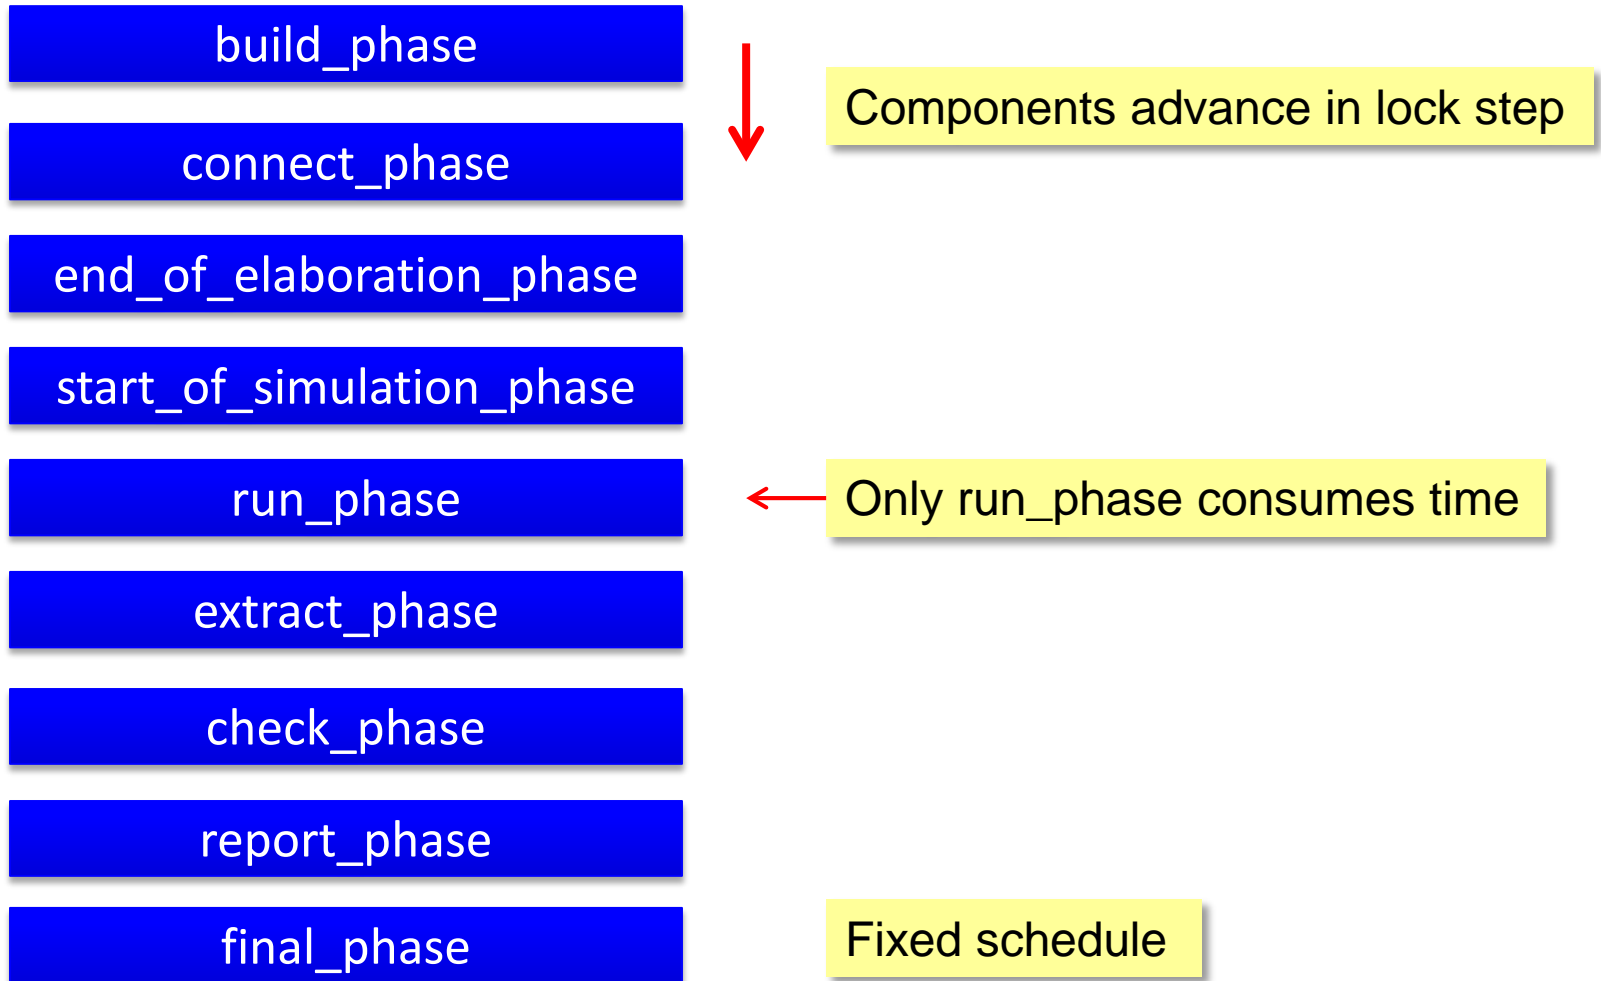 build_phase
Components advance in lock step
connect_phase
end_of_elaboration_phase
start_of_simulation_phase
run_phase
Only run_phase consumes time
extract_phase
check_phase
report_phase
final_phase
Fixed schedule